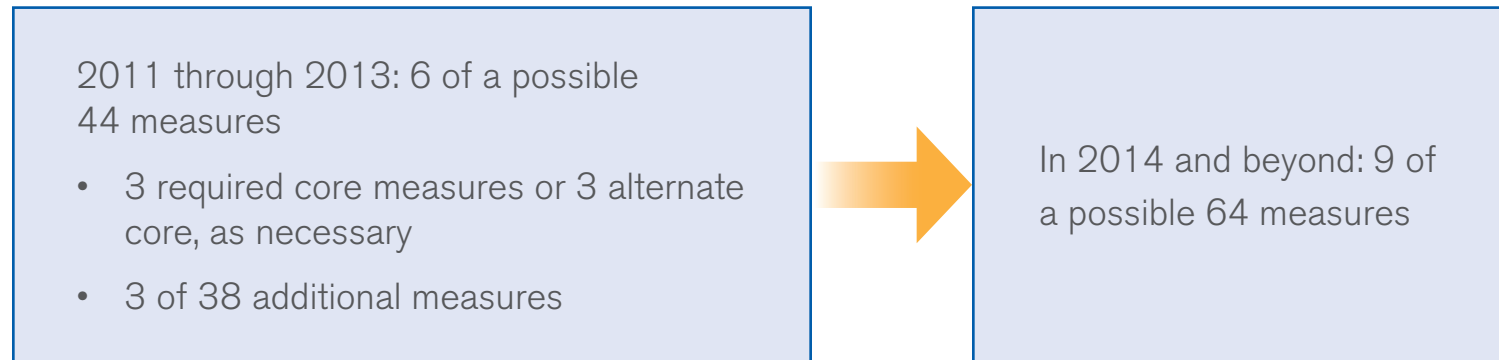 2011 through 2013: 6 of a possible
44 measures
• 3 required core measures or 3 alternate
core, as necessary
• 3 of 38 additional measures
In 2014 and beyond: 9 of
a possible 64 measures